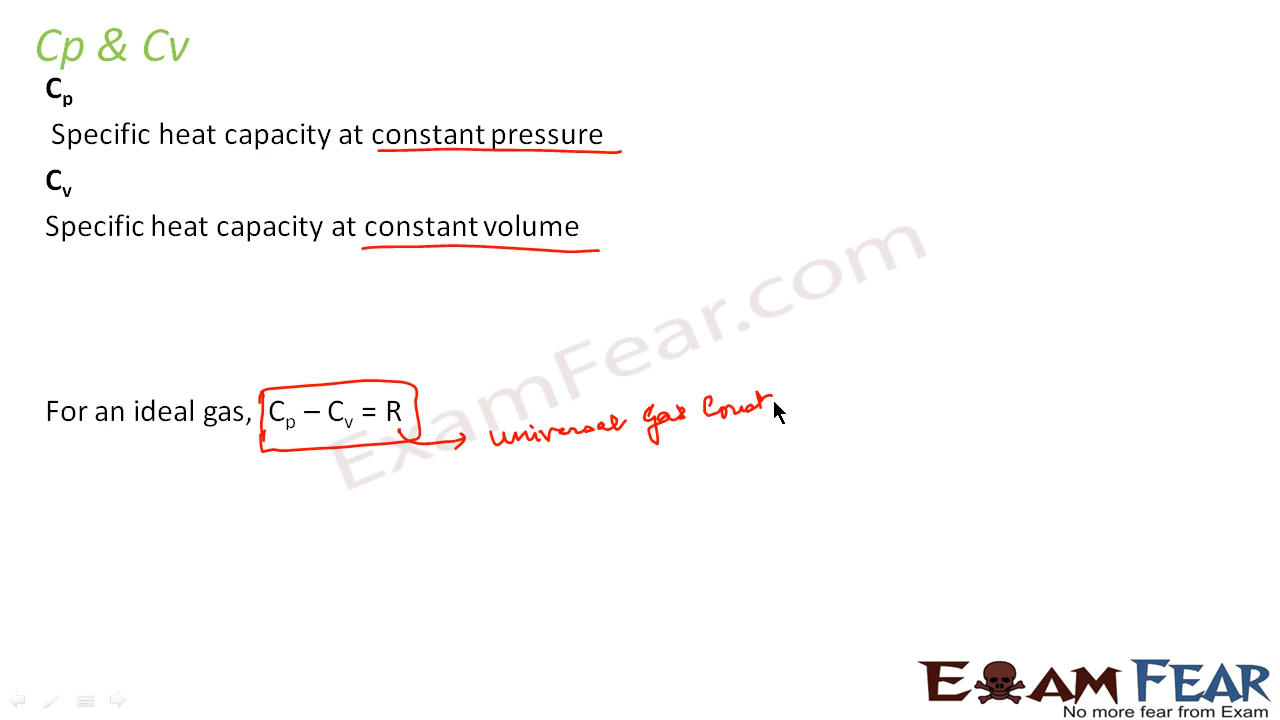 Cp & Cv
Cp
Specific heat capacity at constant pressure
Cv
Specific heat capacity at constant volume
ExamFear.com
For an ideal gas, Cp – Cv = R
Universal Gas Const
EXAM FEAR
No more fear from Exam